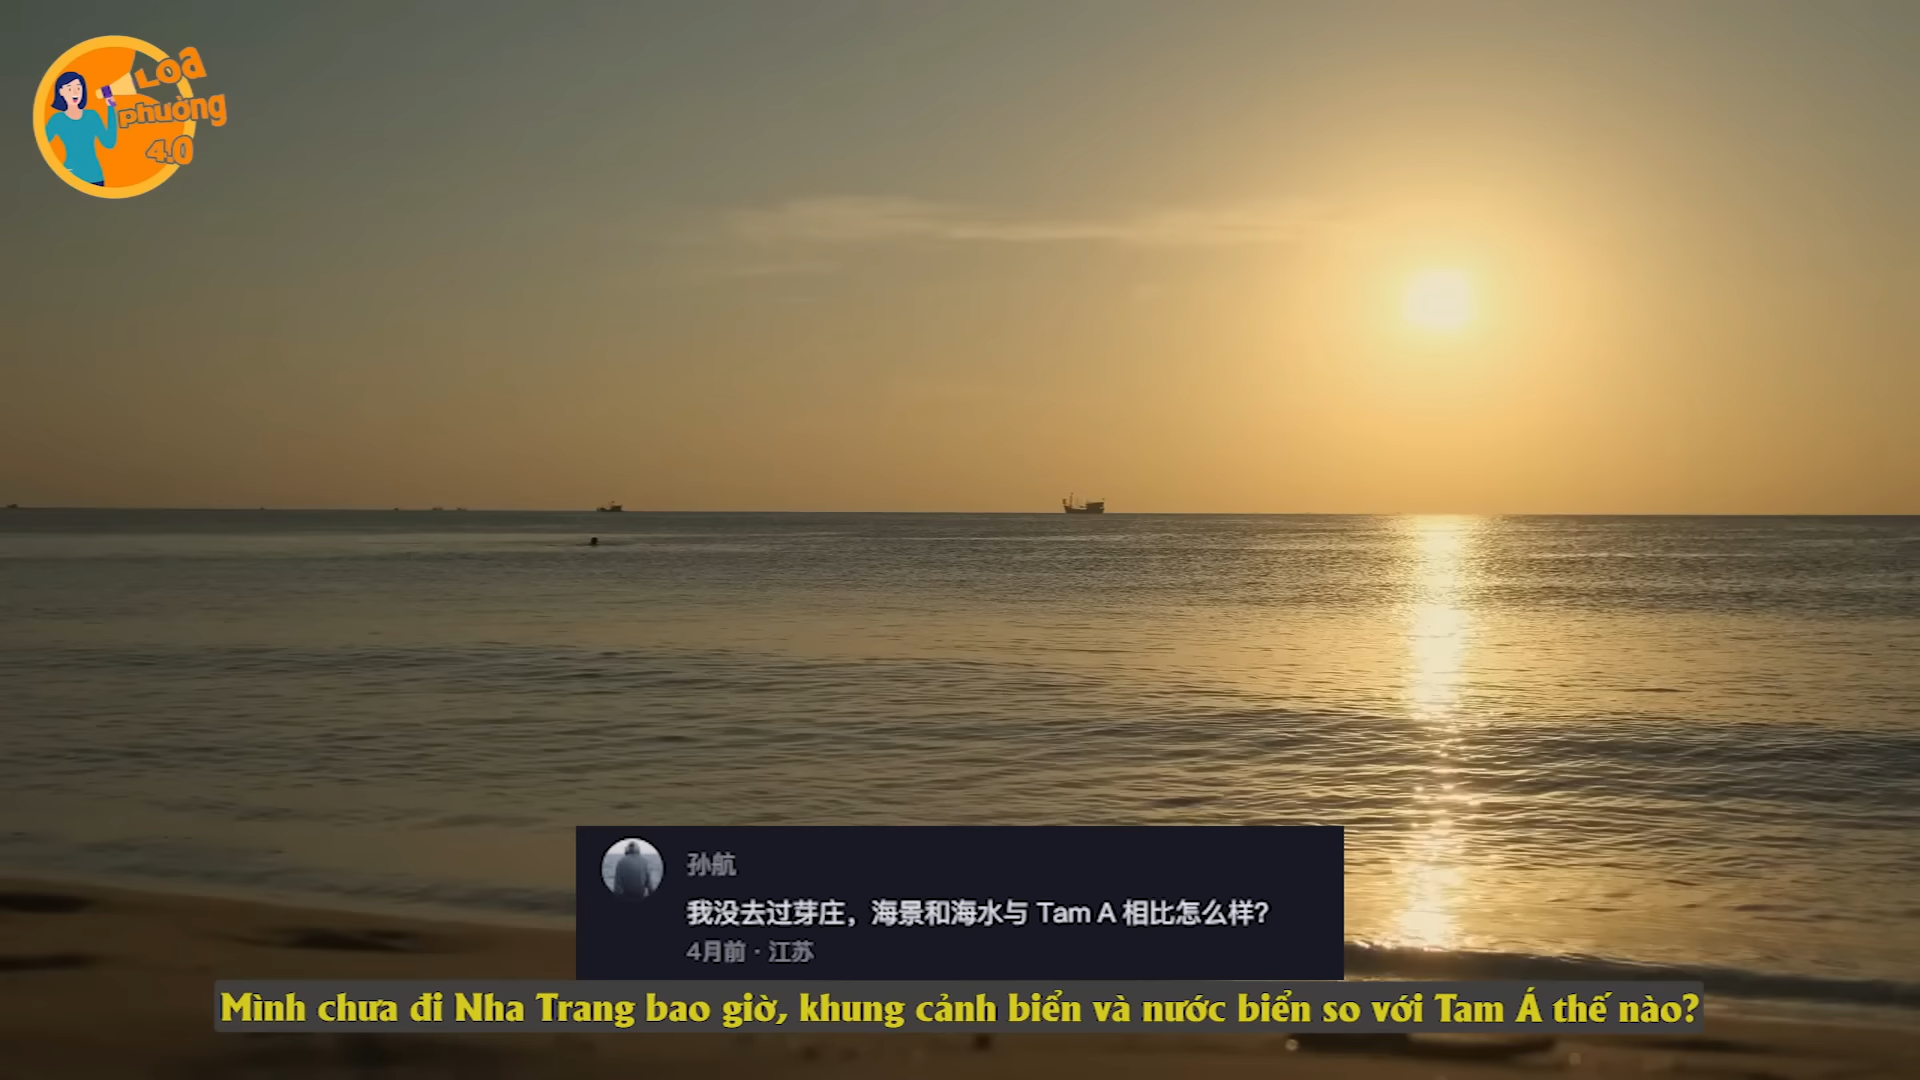 Loa
phường
4.0
孙航
我没去过芽庄，海景和海水与 Tam A 相比怎么样?
4月前 · 江苏
Mình chưa đi Nha Trang bao giờ, khung cảnh biển và nước biển so với Tam Á thế nào?